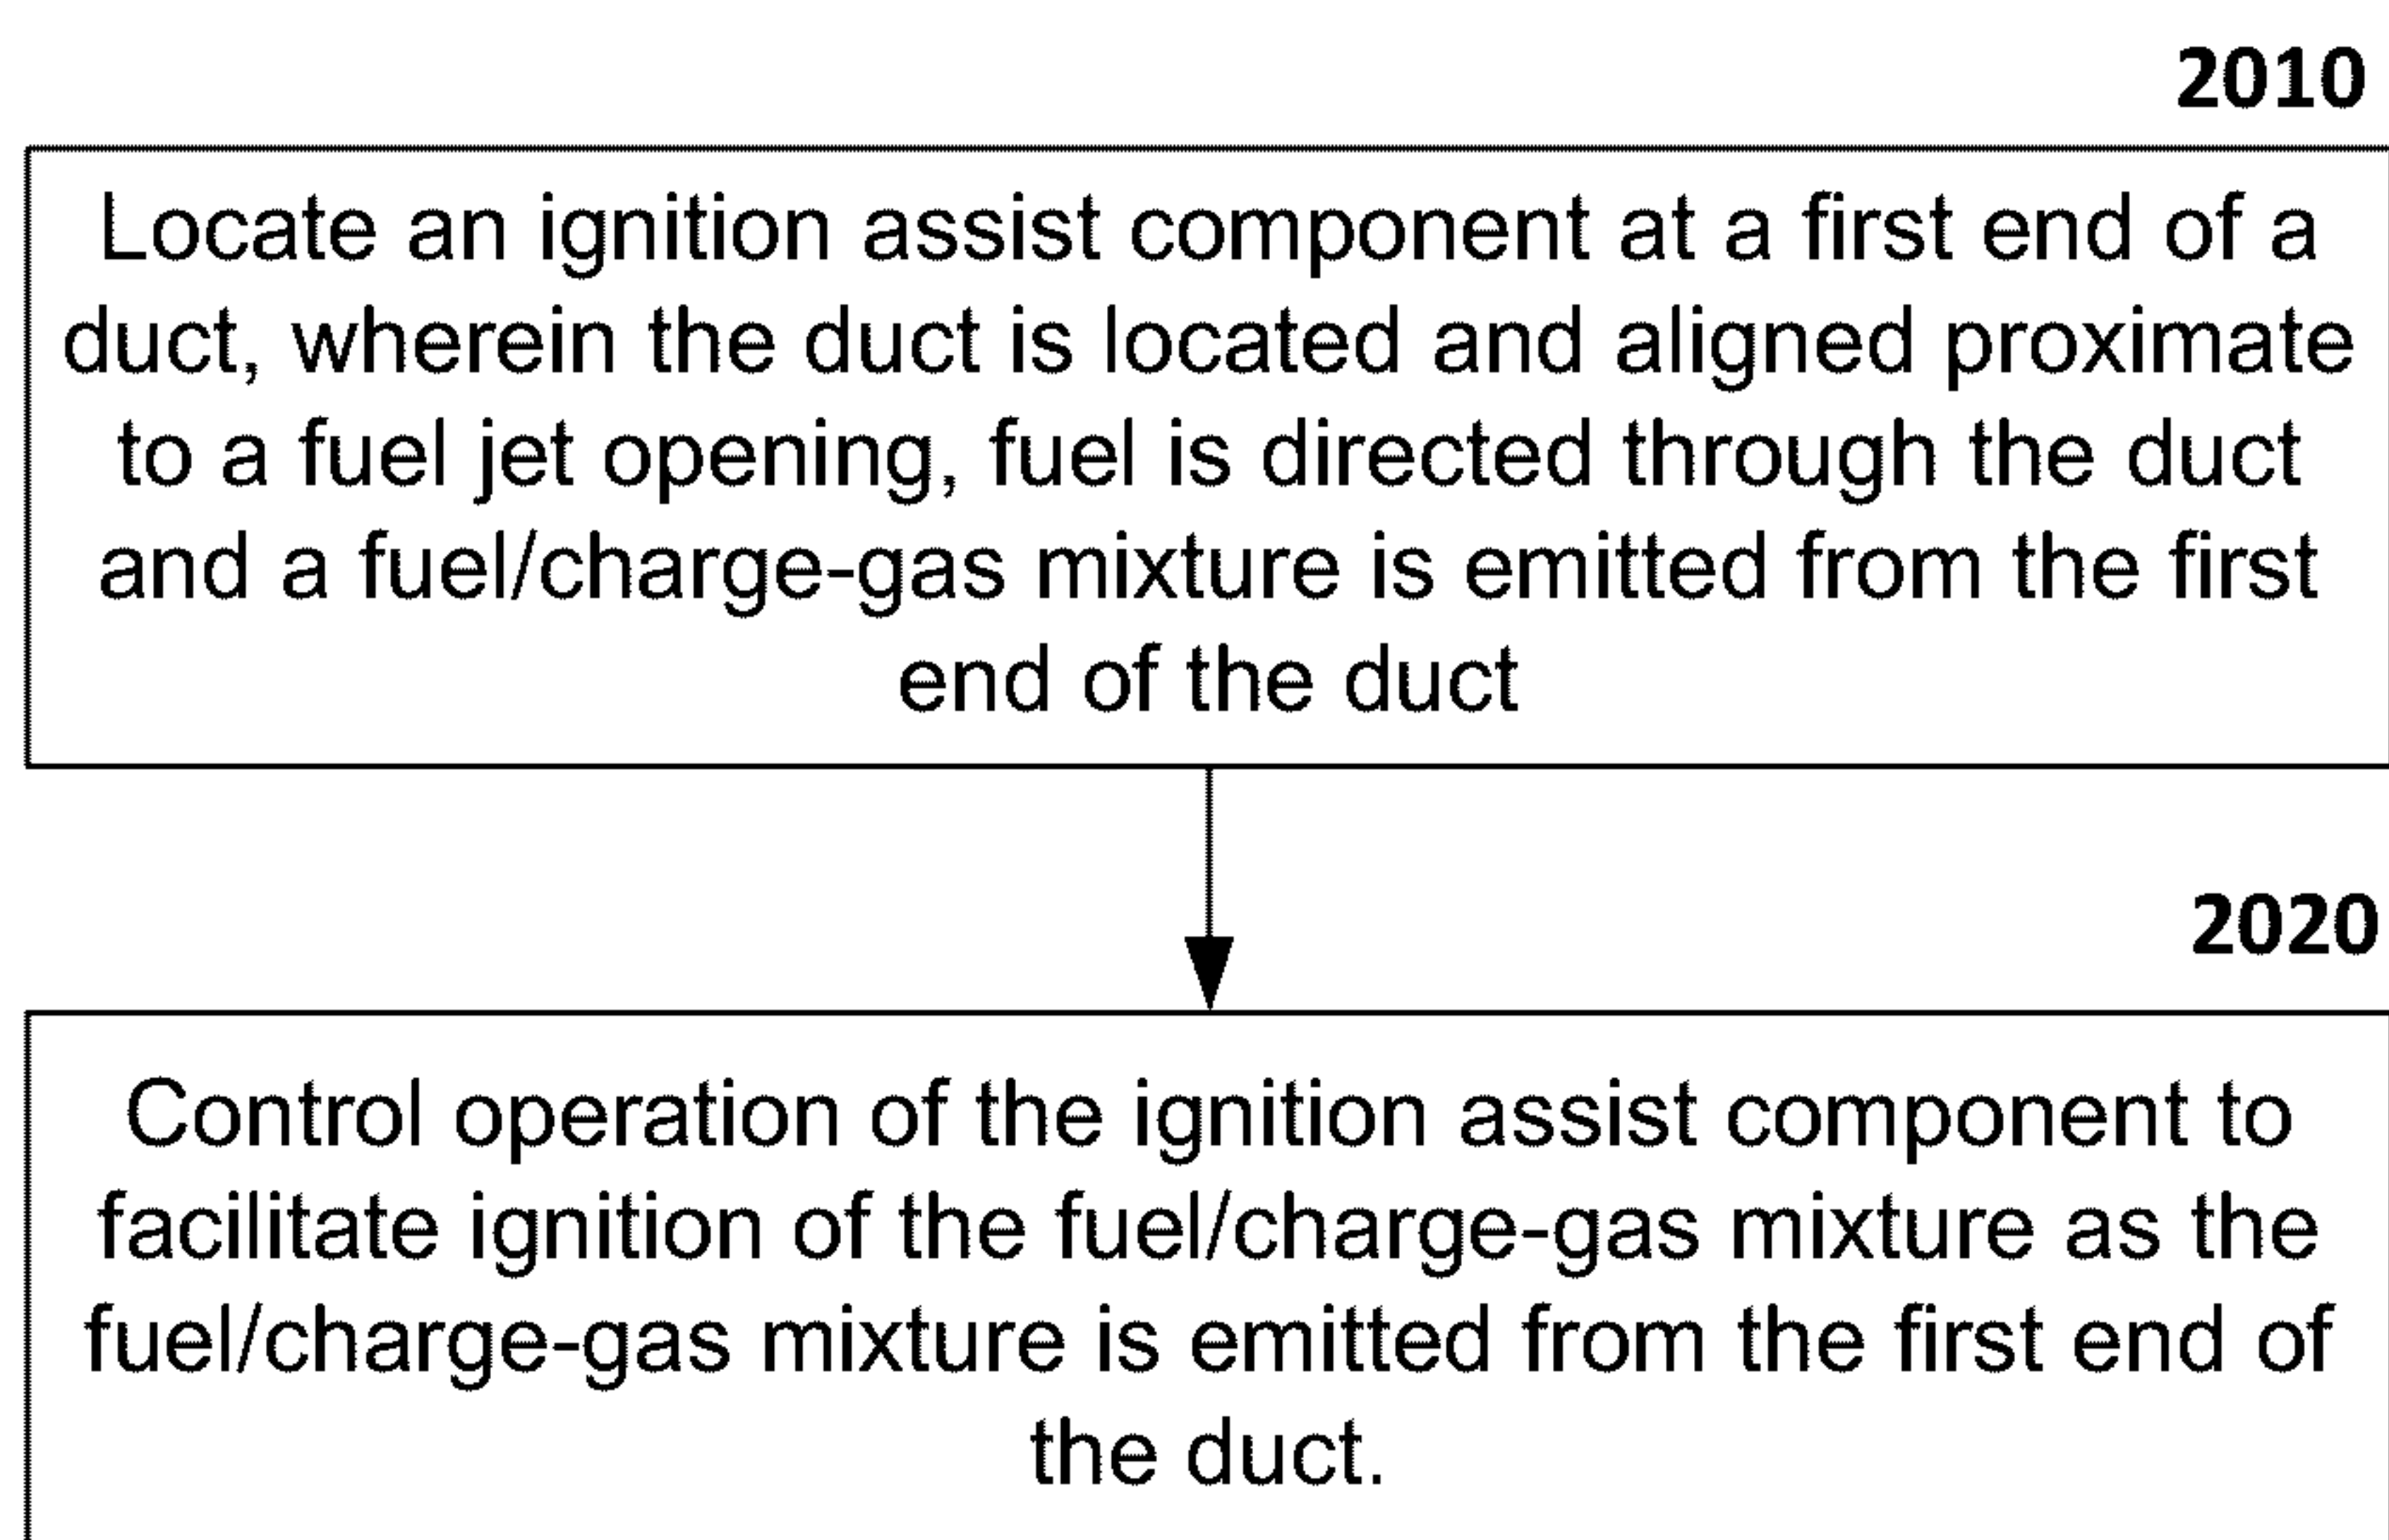 2010
Locate an ignition assist component at a first end of a
duct, wherein the duct is located and aligned proximate
to a fuel jet opening, fuel is directed through the duct
and a fuel/charge-gas mixture is emitted from the first
end of the duct
2020
Control operation of the ignition assist component to
facilitate ignition of the fuel/charge-gas mixture as the
fuel/charge-gas mixture is emitted from the first end of
the duct.